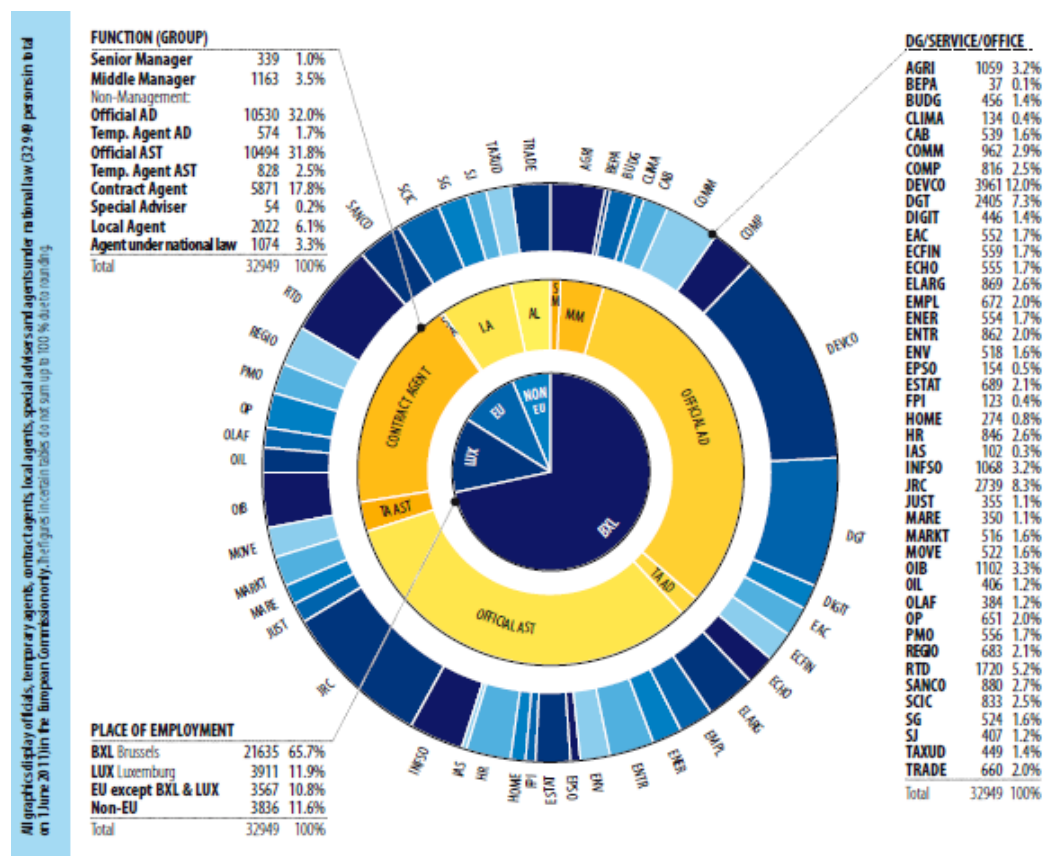 All graphics display officials, temporary agents, contract agents, local agents, special advisers and agents under national law (32 949 persons in total
on 1 June 2011) in the European Commission only. The figures in certain tables do not sum up to 100 % due to rounding.
FUNCTION (GROUP)
Senior Manager 339 1.0%
Middle Manager 1163 3.5%
Non-Management:
Official AD 10530 32.0%
Temp. Agent AD 574 1.7%
Official AST 10494 31.8%
Temp. Agent AST 828 2.5%
Contract Agent 5871 17.8%
Special Adviser 54 0.2%
Local Agent 2022 6.1%
Agent under national law 1074 3.3%
Total 32949 100%
DG/SERVICE/OFFICE
AGRI 1059 3.2%
BEPA 37 0.1%
BUDG 456 1.4%
CLIMA 134 0.4%
CAB 539 1.6%
COMM 962 2.9%
COMP 816 2.5%
DEVCO 3961 12.0%
DGT 2405 7.3%
DIGIT 446 1.4%
EAC 552 1.7%
ECFIN 559 1.7%
ECHO 555 1.7%
ELARG 869 2.6%
EMPL 672 2.0%
ENER 554 1.7%
ENTR 862 2.0%
ENV 518 1.6%
EPSO 154 0.5%
ESTAT 689 2.1%
FPI 123 0.4%
HOME 274 0.8%
HR 846 2.6%
IAS 102 0.3%
INFSO 1068 3.2%
JRC 2739 8.3%
JUST 355 1.1%
MARE 350 1.1%
MARKT 516 1.6%
MOVE 522 1.6%
OIB 1102 3.3%
OIL 406 1.2%
OLAF 384 1.2%
OP 651 2.0%
PMO 556 1.7%
REGIO 683 2.1%
RTD 1720 5.2%
SANCO 880 2.7%
SCIC 833 2.5%
SG 524 1.6%
SJ 407 1.2%
TAXUD 449 1.4%
TRADE 660 2.0%
Total 32949 100%
AGRI
BEPA
BUDG
CLIMA
CAB
COMM
COMP
DEVCO
DGT
DIGIT
EAC
ECFIN
ECHO
ELARG
EMPL
ENER
ENTR
ENV
EPSO
ESTAT
FPI
HOME
HR
IAS
INFSO
JRC
JUST
MARE
MARKT
MOVE
OIB
OIL
OLAF
OP
PMO
REGIO
RTD
SANCO
SCIC
SG
SJ
TAXUD
TRADE
SM
MM
OFFICIAL AD
TA AD
OFFICIAL AST
TA AST
CONTRACT AGENT
LA
AL
BXL
LUX
EU
NON
EU
PLACE OF EMPLOYMENT
BXL Brussels 21635 65.7%
LUX Luxemburg 3911 11.9%
EU except BXL & LUX 3567 10.8%
Non-EU 3836 11.6%
Total 32949 100%